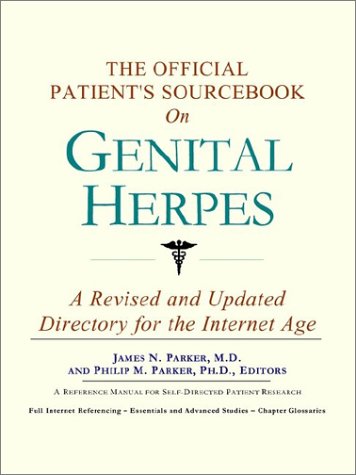 THE OFFICIAL
PATIENT'S SOURCEBOOK
On
GENITAL
HERPES
A Revised and Updated
Directory for the Internet Age
JAMES N. PARKER, M.D.
AND PHILIP M. PARKER, PH.D., EDITORS
A REFERENCE MANUAL FOR SELF-DIRECTED PATIENT RESEARCH
Full Internet Referencing – Essentials and Advanced Studies – Chapter Glossaries